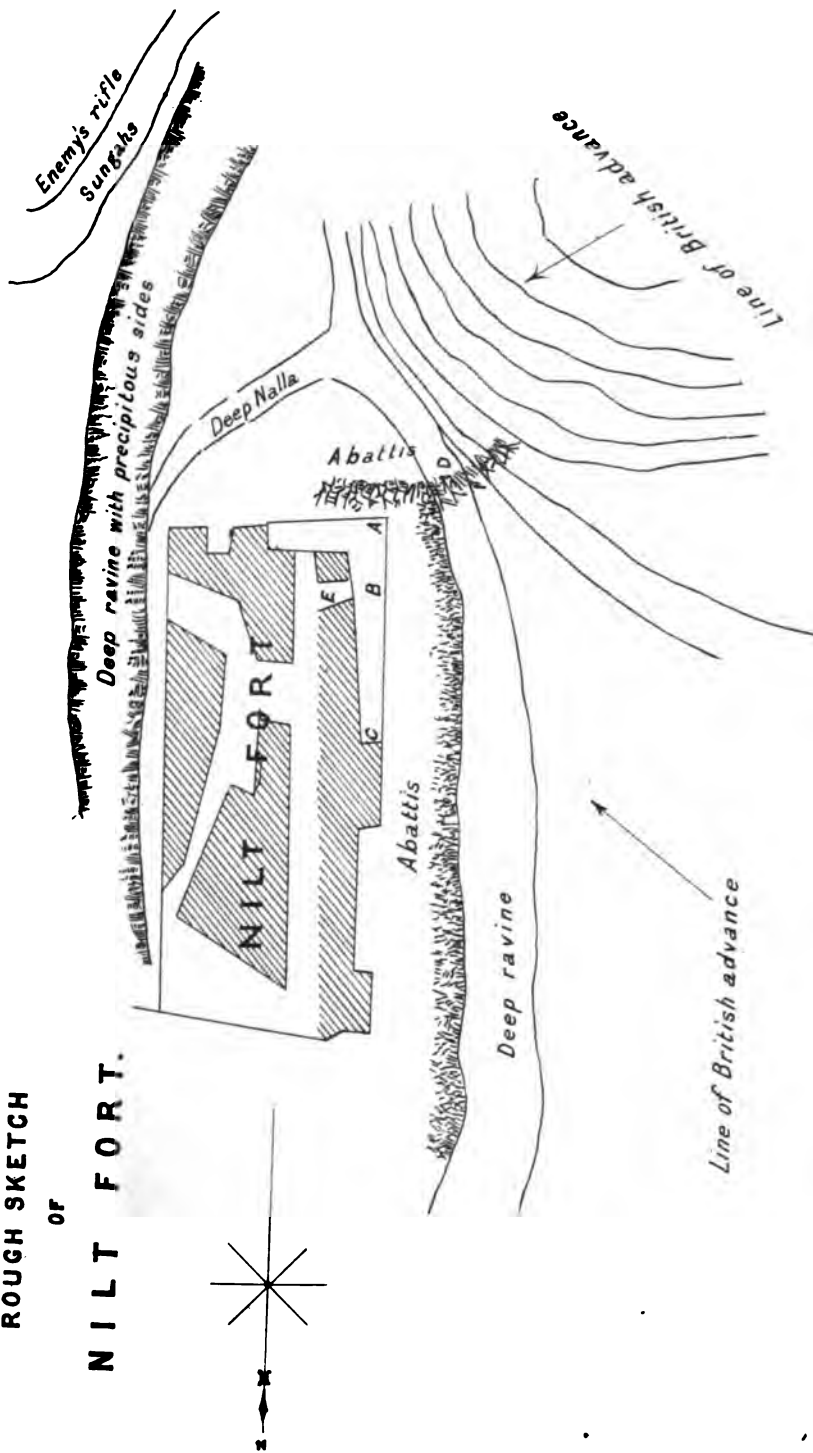 ROUGH SKETCH
OF
NILT FORT.
Enemy's rifle
Sungahs
Deep ravine with precipitous sides
Deep Nalla
Abattis
D
A
B
E
C
NILT FORT
Abattis
Deep ravine
Line of British advance
Line of British advance